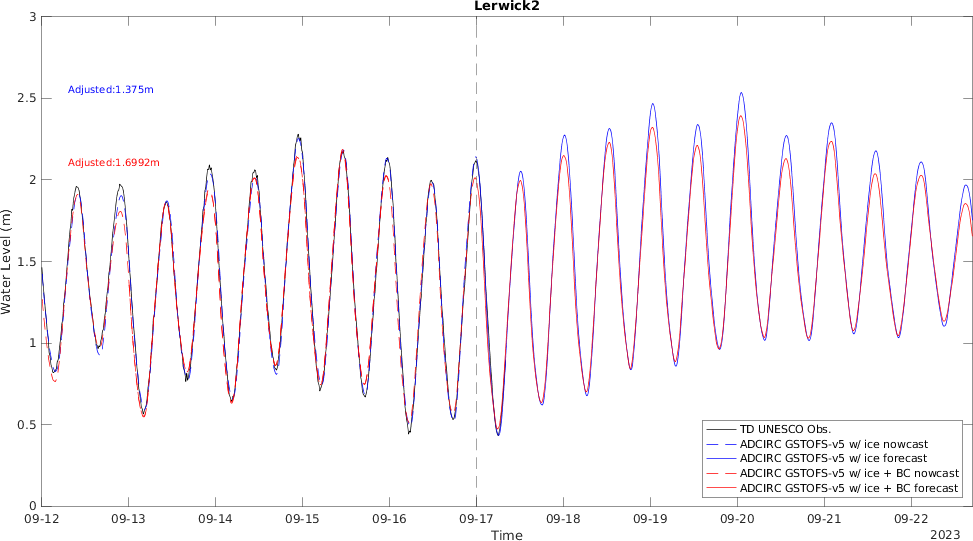 Lerwick2
3
2.5
2
1.5
1
0.5
0
Water Level (m)
Adjusted:1.375m
Adjusted:1.6992m
TD UNESCO Obs.
ADCIRC GSTOFS-v5 w/ ice nowcast
ADCIRC GSTOFS-v5 w/ ice forecast
ADCIRC GSTOFS-v5 w/ ice + BC nowcast
ADCIRC GSTOFS-v5 w/ ice + BC forecast
09-12 09-13 09-14 09-15 09-16 09-17 09-18 09-19 09-20 09-21 09-22
Time
2023